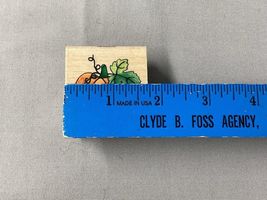 1 MADE IN USA 2 3 4
CLYDE B. FOSS AGENCY,